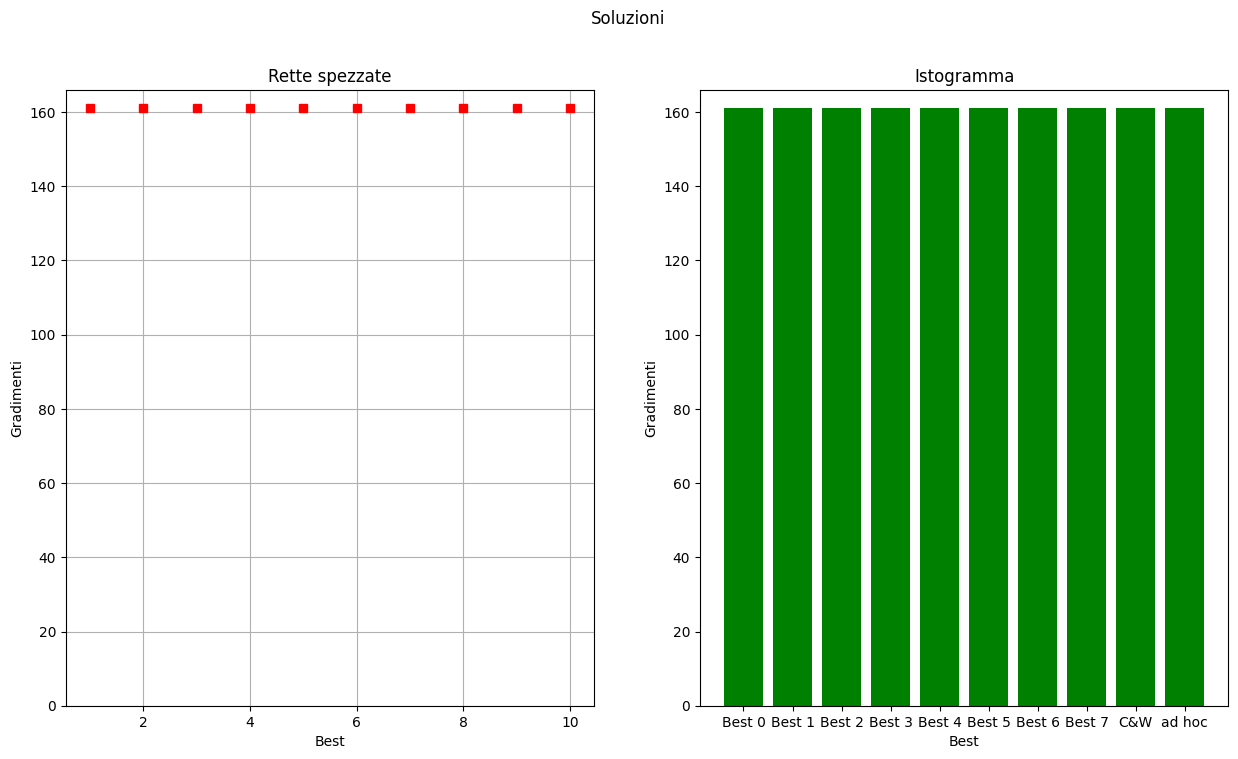 Soluzioni
Rette spezzate
160
140
120
100
80
60
40
20
0
Gradimenti
2 4 6 8 10
Best
Istogramma
160
140
120
100
80
60
40
20
0
Gradimenti
Best 0 Best 1 Best 2 Best 3 Best 4 Best 5 Best 6 Best 7 C&W ad hoc
Best